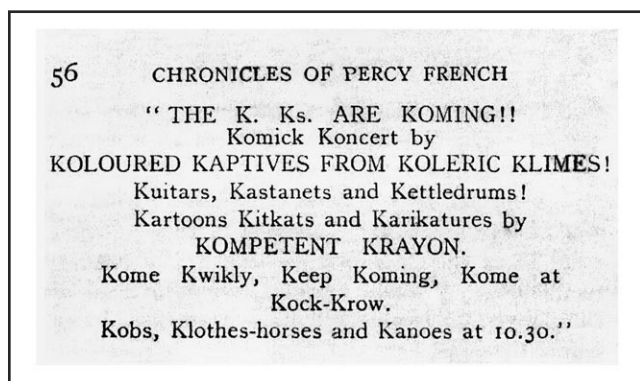 56 CHRONICLES OF PERCY FRENCH
“ THE K. Ks. ARE KOMING!!
Komick Koncert by
KOLOURED KAPTIVES FROM KOLERIC KLIMES!
Kuitars, Kastanets and Kettledrums!
Kartoons Kitkats and Karikatures by
KOMPETENT KRAYON.
Kome Kwikly, Keep Koming, Kome at
Kock-Krow.
Kobs, Klothes-horses and Kanoes at 10.30.”